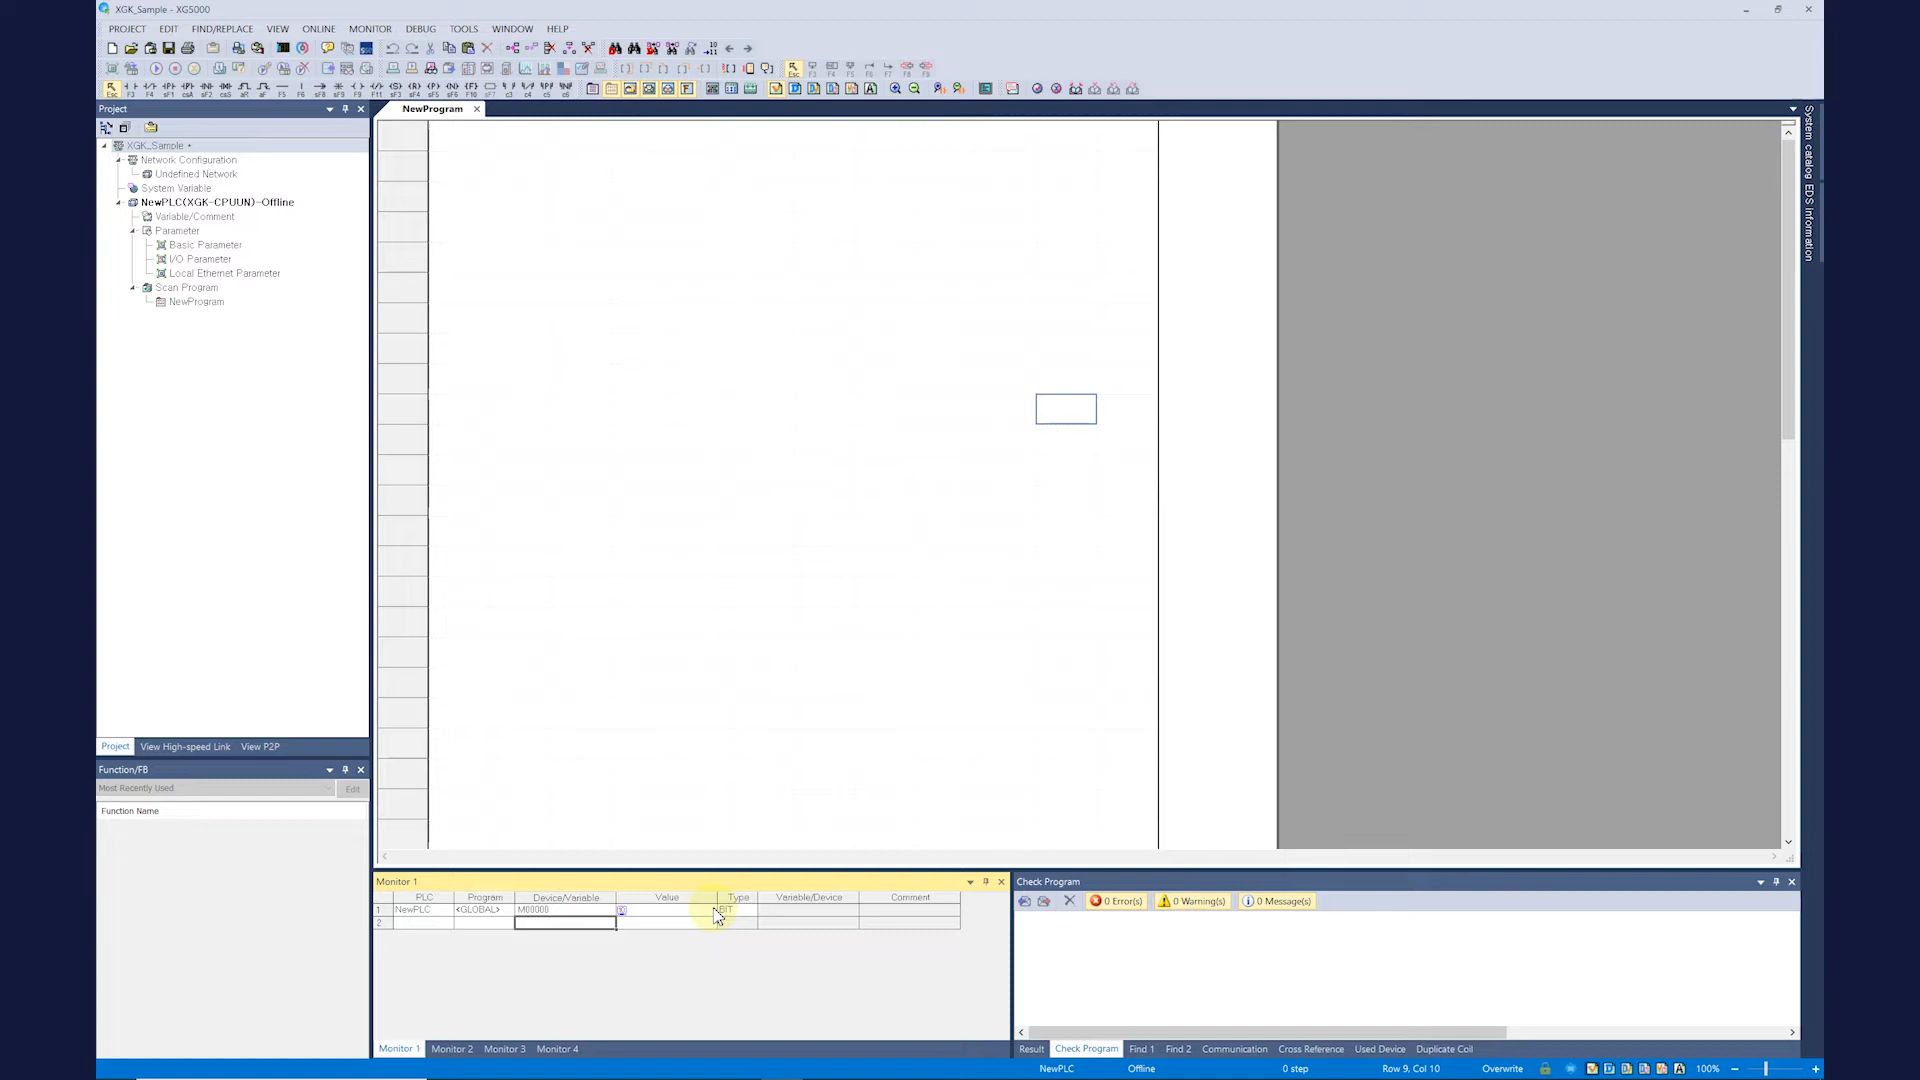 XGK_Sample - XG5000
PROJECT EDIT FIND/REPLACE VIEW ONLINE MONITOR DEBUG TOOLS WINDOW HELP
Project
NewProgram
XGK_Sample *
Network Configuration
Undefined Network
System Variable
NewPLC(XGK-CPUUN)-Offline
Variable/Comment
Parameter
Basic Parameter
I/O Parameter
Local Ethernet Parameter
Scan Program
NewProgram
System catalog
EDS information
Project View High-speed Link View P2P
Function/FB
Most Recently Used Edit
Function Name
Monitor 1
PLC Program Device/Variable Value Type Variable/Device Comment
1 NewPLC <GLOBAL> M00000 BIT
2
Monitor 1 Monitor 2 Monitor 3 Monitor 4
Check Program
0 Error(s) 0 Warning(s) 0 Message(s)
Result Check Program Find 1 Find 2 Communication Cross Reference Used Device Duplicate Coil
NewPLC Offline 0 step Row 9, Col 10 Overwrite 100%